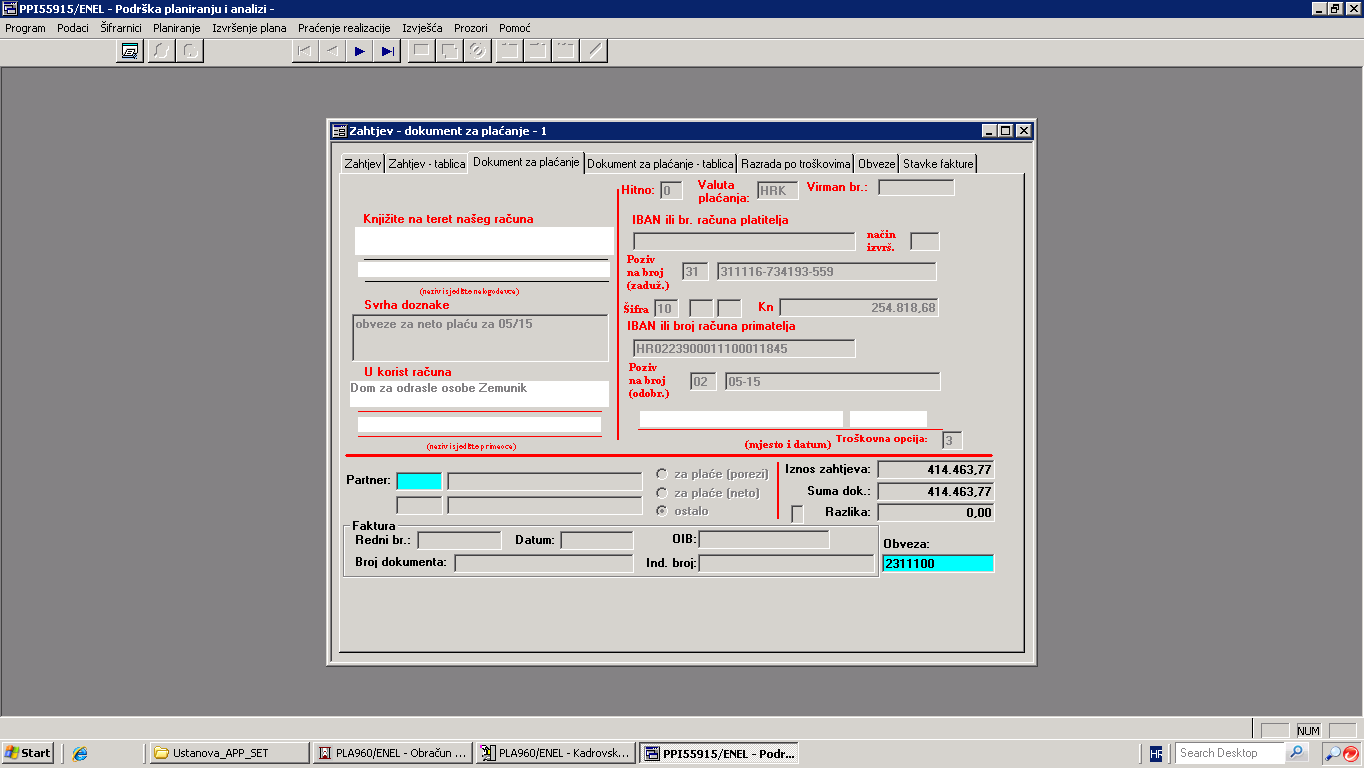 PPI55915/ENEL - Podrška planiranju i analizi -
Program Podaci Šifrarnici Planiranje Izvršenje plana Praćenje realizacije Izvješća Prozori Pomoć
Zahtjev - dokument za plaćanje - 1
Zahtjev Zahtjev - tablica Dokument za plaćanje Dokument za plaćanje - tablica Razrada po troškovima Obveze Stavke fakture
Hitno: 0 Valuta plaćanja: HRK Virman br.:
Knjižite na teret našeg računa
IBAN ili br. računa platitelja
način izvrš.
Poziv na broj (zaduž.) 31 311116-734193-559
(naziv i sjedište nalogodavce)
Svrha doznake
Šifra 10 Kn 254.818,68
obveze za neto plaću za 05/15
IBAN ili broj računa primatelja
HR0223900011100011845
U korist računa
Poziv na broj (odobr.) 02 05-15
Dom za odrasle osobe Zemunik
(naziv i sjedište primaoca)
(mjesto i datum) Troškovna opcija: 3
Partner:
za plaće (porezi)
za plaće (neto)
ostalo
Iznos zahtjeva: 414.463,77
Suma dok.: 414.463,77
Razlika: 0,00
Faktura
Redni br.: Datum: OIB:
Broj dokumenta: Ind. broj:
Obveza:
2311100
NUM
Start Ustanova_APP_SET PLA960/ENEL - Obračun ... PLA960/ENEL - Kadrovsk... PPI55915/ENEL - Podr... HR Search Desktop